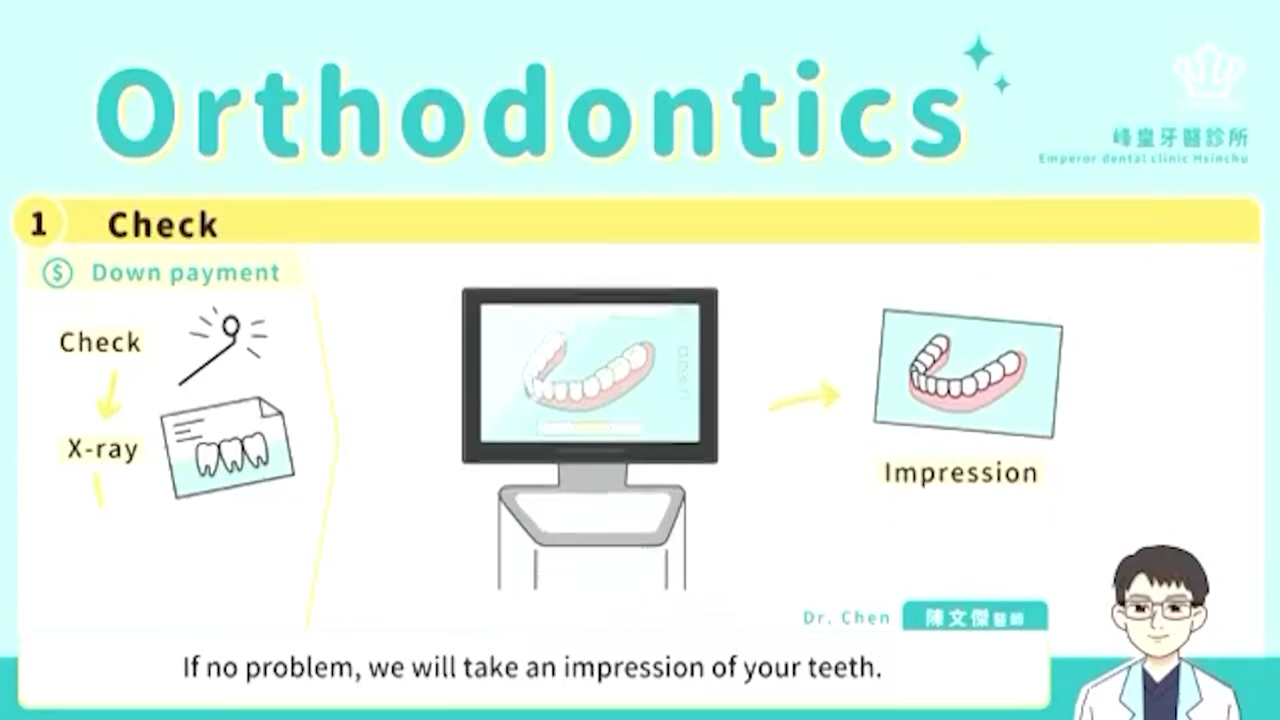 Orthodontics
峰皇牙醫診所
Emperor dental clinic Hsinchu
1 Check
$ Down payment
Check
X-ray
Impression
Dr. Chen 陳文傑醫師
If no problem, we will take an impression of your teeth.